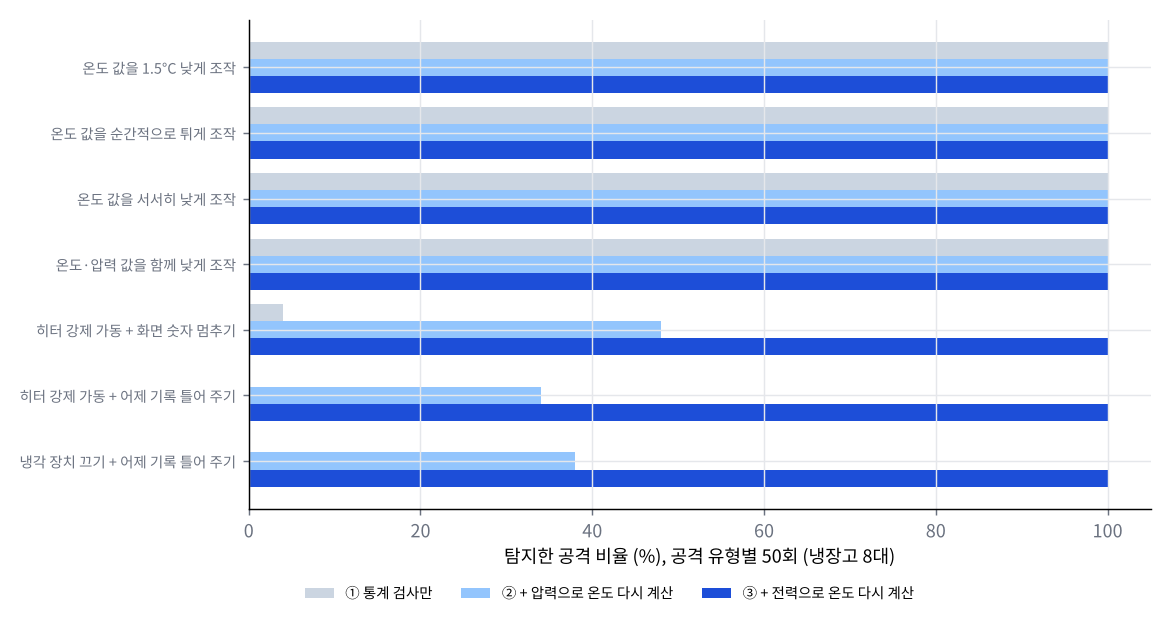 온도 값을 1.5°C 낮게 조작
온도 값을 순간적으로 튀게 조작
온도 값을 서서히 낮게 조작
온도·압력 값을 함께 낮게 조작
히터 강제 가동 + 화면 숫자 멈추기
히터 강제 가동 + 어제 기록 틀어 주기
냉각 장치 끄기 + 어제 기록 틀어 주기
0 20 40 60 80 100
탐지한 공격 비율 (%), 공격 유형별 50회 (냉장고 8대)
① 통계 검사만 ② + 압력으로 온도 다시 계산 ③ + 전력으로 온도 다시 계산